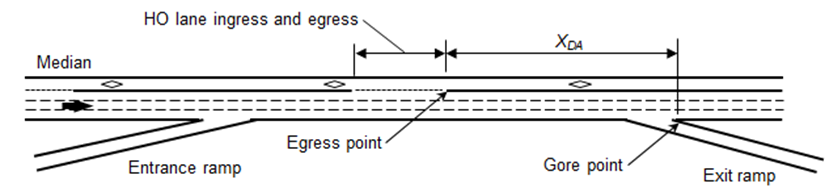 HO lane ingress and egress
X_DA
Median
Egress point
Entrance ramp
Gore point
Exit ramp